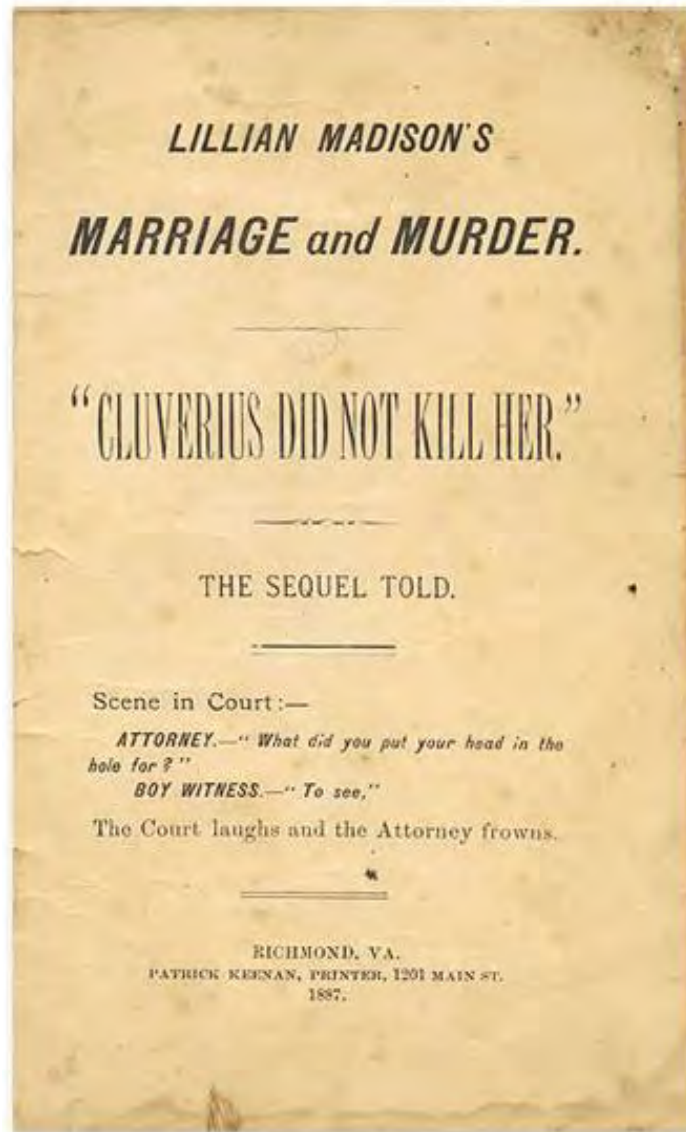 LILLIAN MADISON'S
MARRIAGE and MURDER.
"CLUVERIUS DID NOT KILL HER."
THE SEQUEL TOLD.
Scene in Court:—
ATTORNEY.—" What did you put your head in the
hole for ? "
BOY WITNESS.—" To see,"
The Court laughs and the Attorney frowns.
RICHMOND, VA.
PATRICK KEENAN, PRINTER, 1201 MAIN ST.
1887.